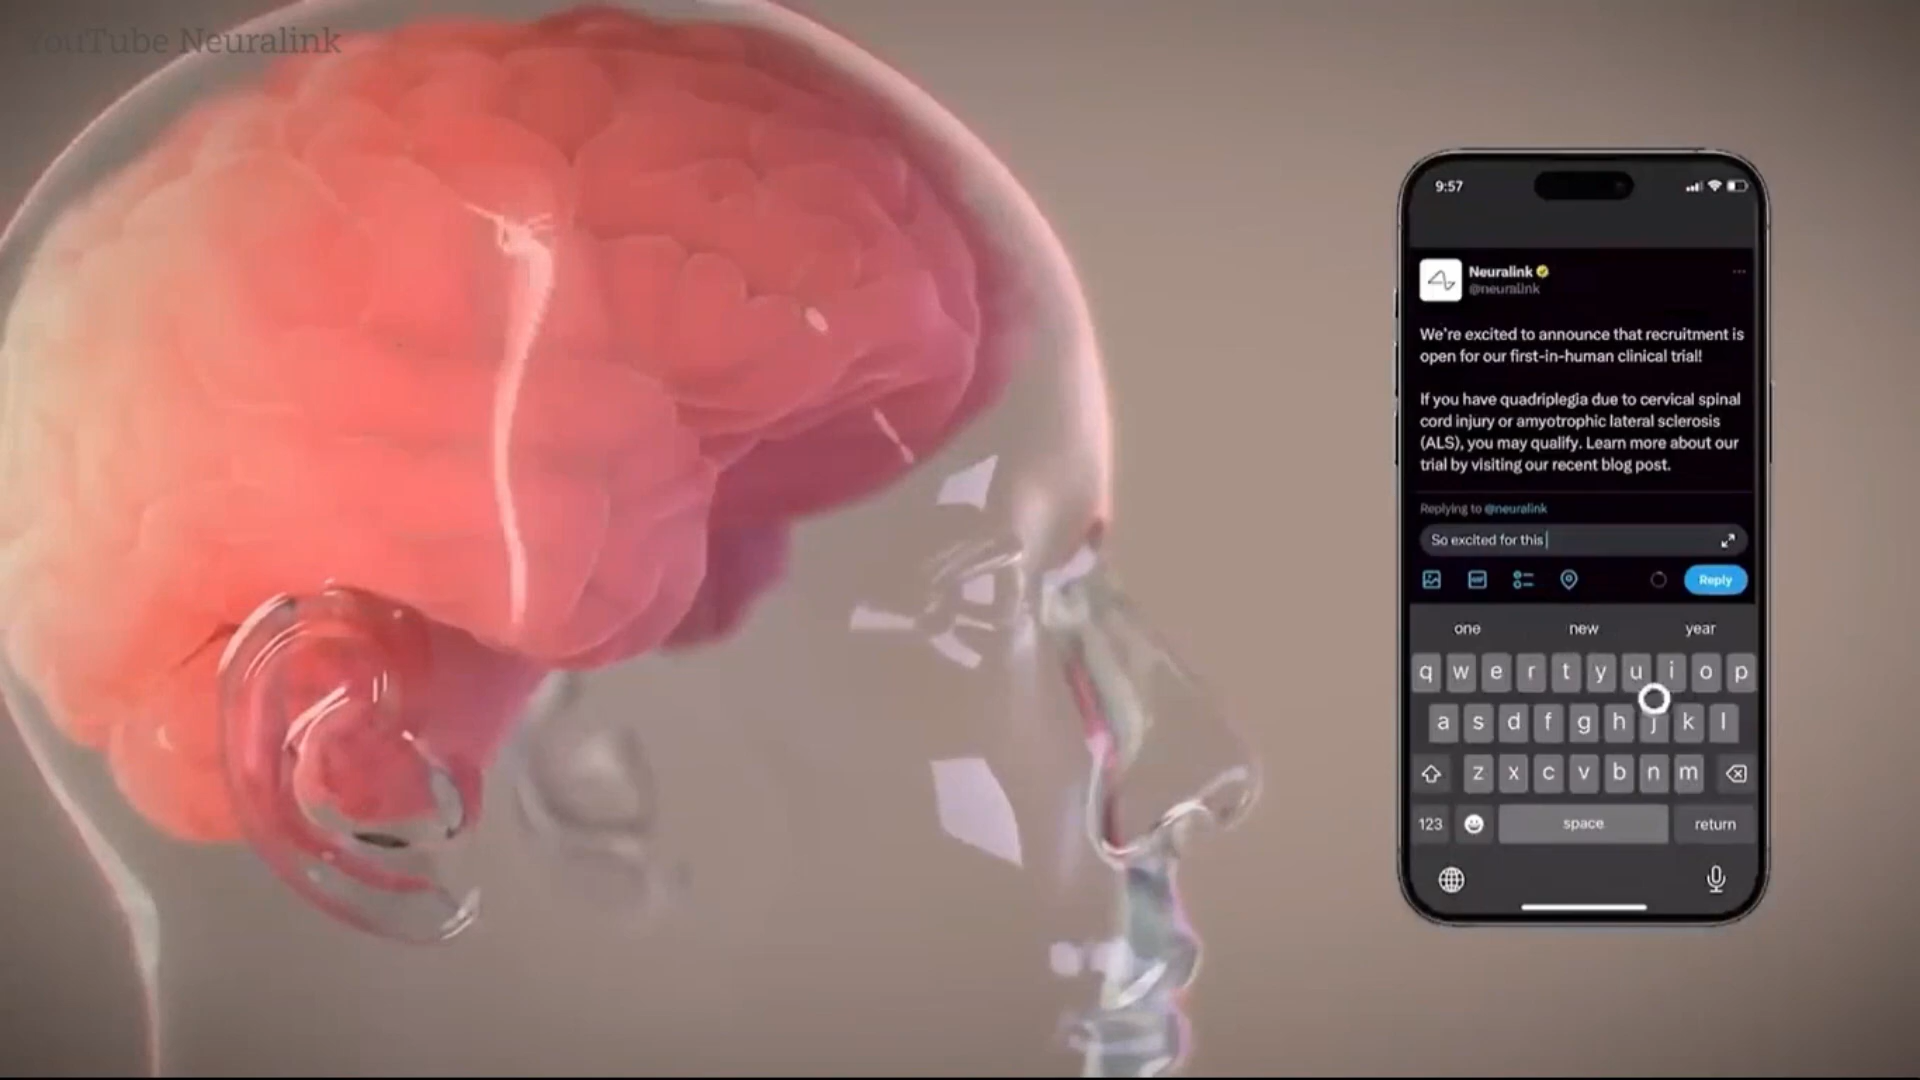 YouTube Neuralink
9:57
Neuralink
@neuralink
We're excited to announce that recruitment is
open for our first-in-human clinical trial!
If you have quadriplegia due to cervical spinal
cord injury or amyotrophic lateral sclerosis
(ALS), you may qualify. Learn more about our
trial by visiting our recent blog post.
Replying to @neuralink
So excited for this
Reply
one new year
q w e r t y u i o p
a s d f g h j k l
z x c v b n m
123 space return